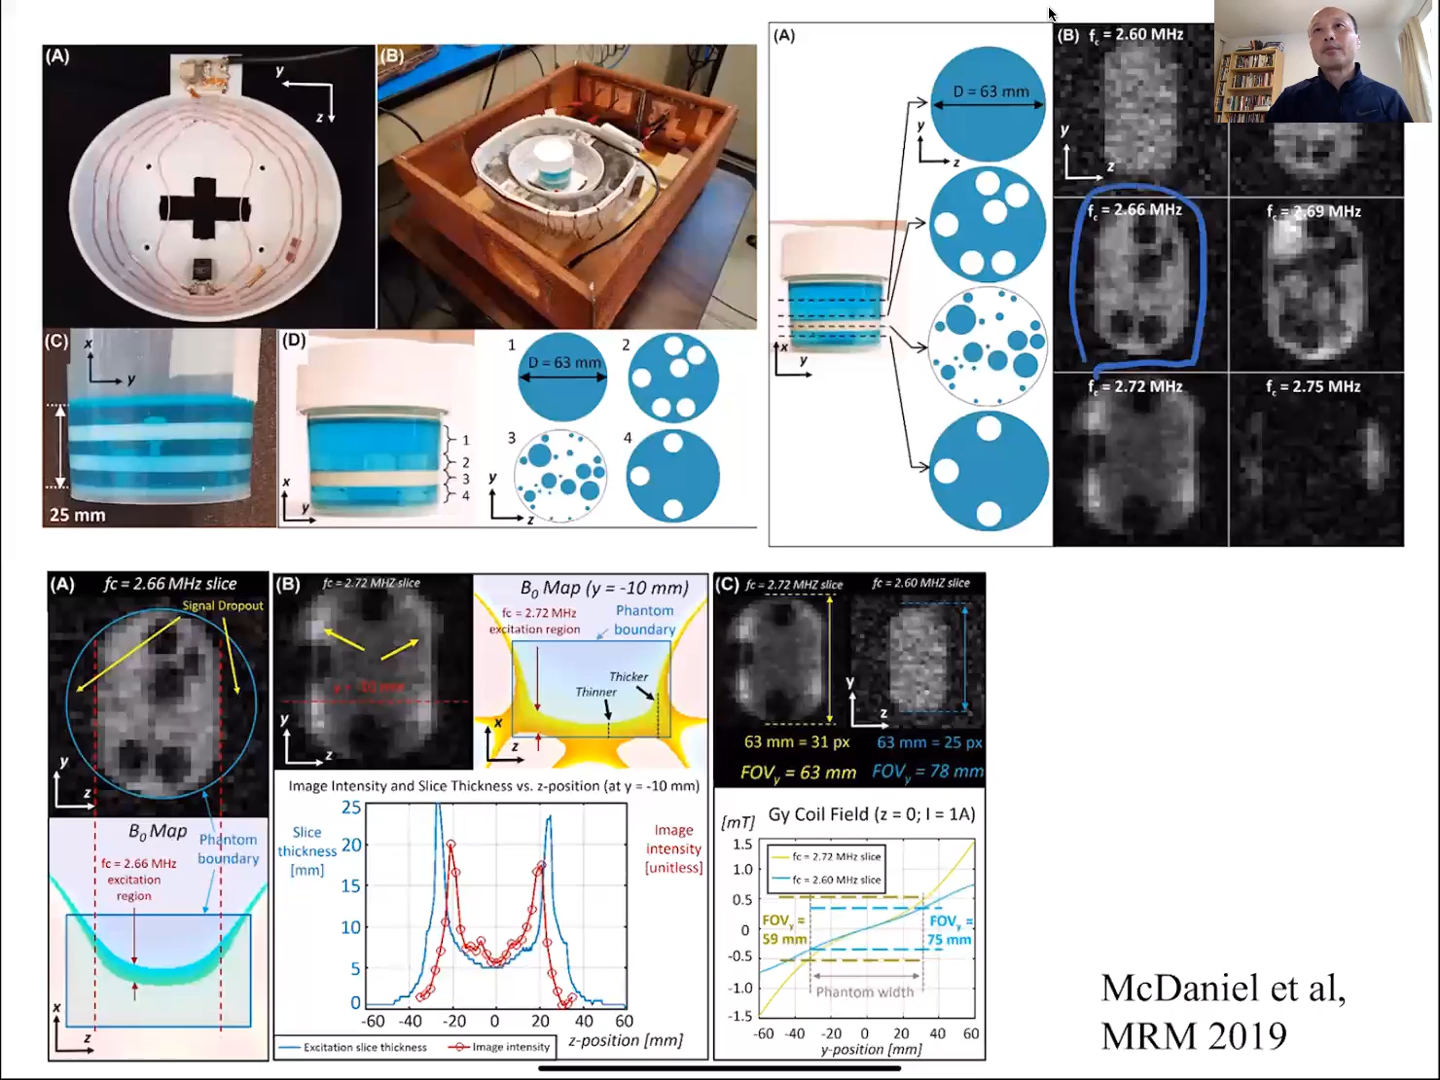 (A)
y
z
(B)
(C)
x
y
25 mm
(D)
1
2
3
4
x
y
1
D = 63 mm
2
3
4
y
z
(A)
D = 63 mm
y
z
x
y
(B)
fc = 2.60 MHz
y
z
fc = 2.66 MHz
fc = 2.69 MHz
fc = 2.72 MHz
fc = 2.75 MHz
(A)
fc = 2.66 MHz slice
Signal Dropout
y
z
B0 Map
Phantom
boundary
fc = 2.66 MHz
excitation
region
x
z
(B)
fc = 2.72 MHZ slice
y
z
B0 Map (y = -10 mm)
fc = 2.72 MHz
excitation region
Phantom
boundary
Thinner
Thicker
x
z
Image Intensity and Slice Thickness vs. z-position (at y = -10 mm)
Slice
thickness
[mm]
25
20
15
10
5
0
-60
-40
-20
0
20
40
60
Image
intensity
[unitless]
z-position [mm]
Excitation slice thickness
Image intensity
(C)
fc = 2.72 MHz slice
fc = 2.60 MHz slice
y
z
63 mm = 31 px
63 mm = 25 px
FOVy = 63 mm
FOVy = 78 mm
Gy Coil Field (z = 0; I = 1A)
[mT]
1.5
1.0
0.5
0
-0.5
-1.0
-1.5
fc = 2.72 MHz slice
fc = 2.60 MHz slice
FOVy =
59 mm
FOVy =
75 mm
Phantom width
-60
-40
-20
0
20
40
60
y-position [mm]
McDaniel et al,
MRM 2019